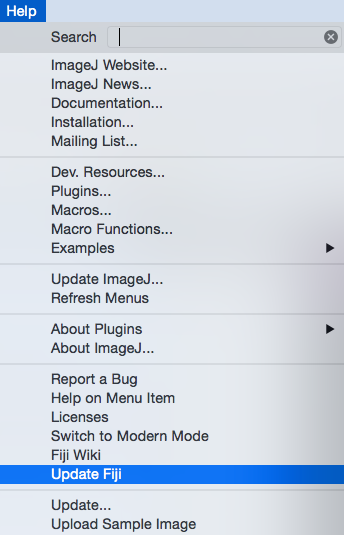 Help
Search
ImageJ Website...
ImageJ News...
Documentation...
Installation...
Mailing List...
Dev. Resources...
Plugins...
Macros...
Macro Functions...
Examples
Update ImageJ...
Refresh Menus
About Plugins
About ImageJ...
Report a Bug
Help on Menu Item
Licenses
Switch to Modern Mode
Fiji Wiki
Update Fiji
Update...
Upload Sample Image